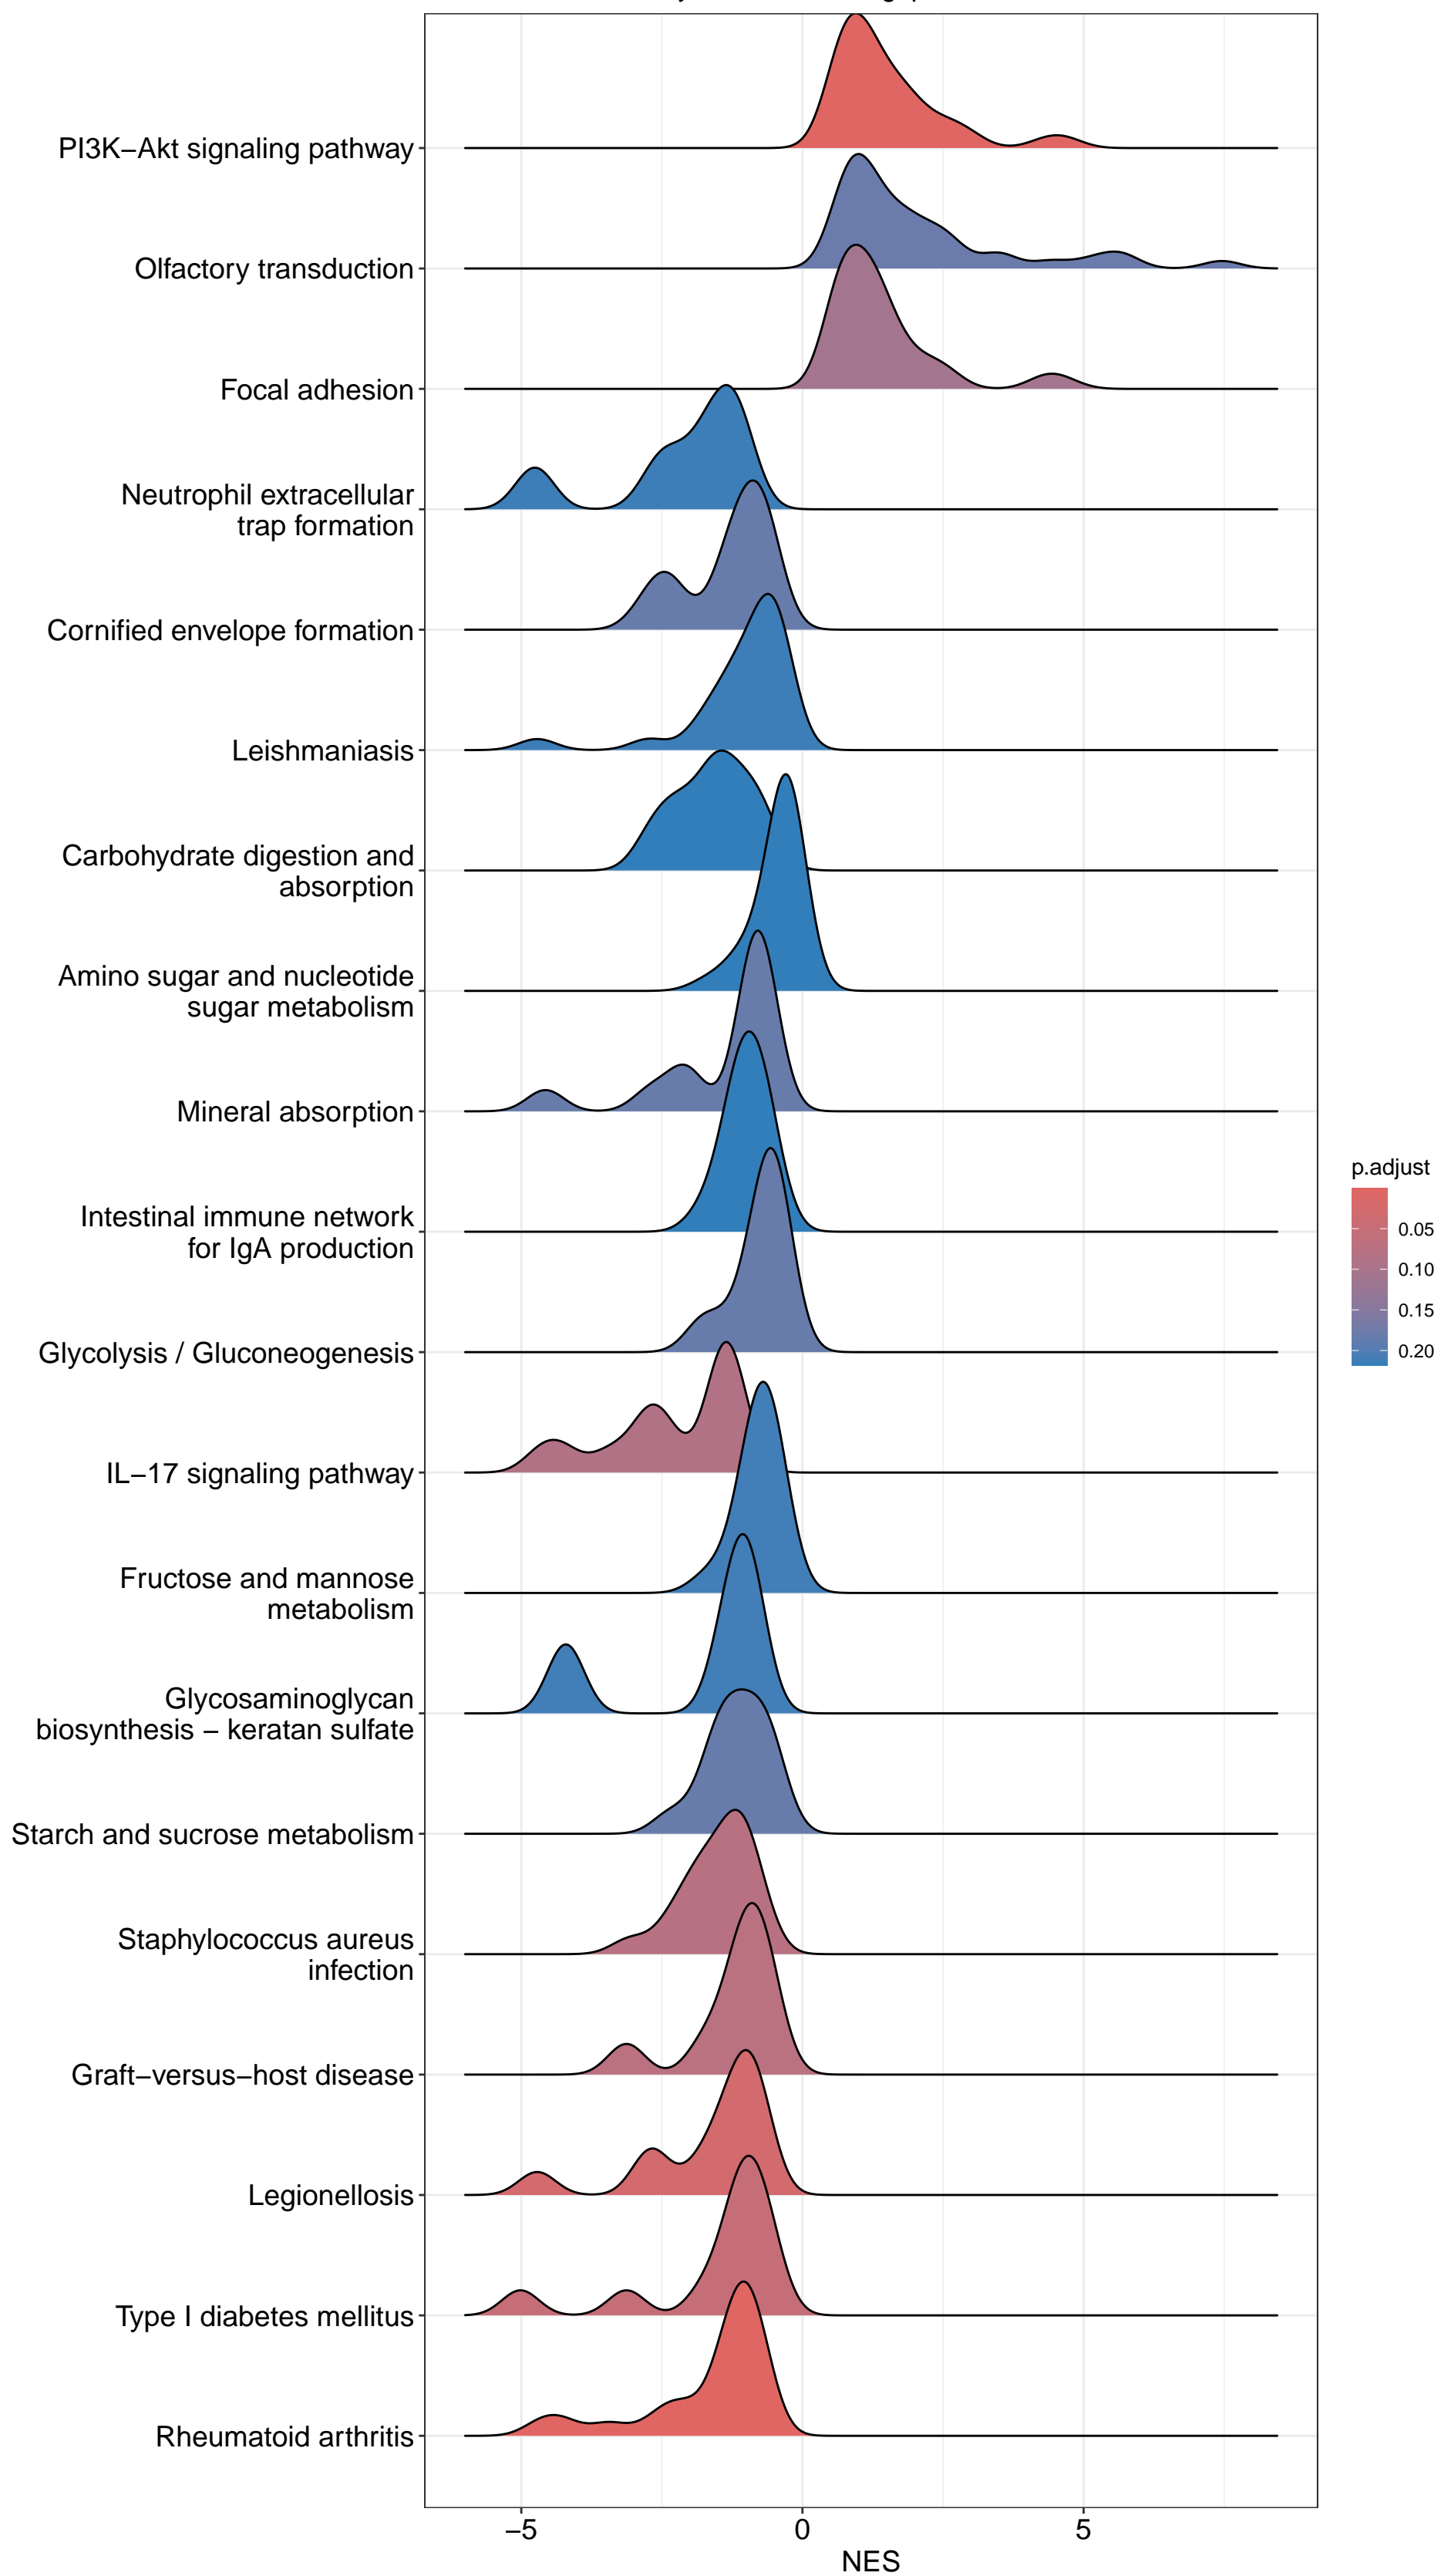 PI3K−Akt signaling pathway
Olfactory transduction
Focal adhesion
Neutrophil extracellular
trap formation
Cornified envelope formation
Leishmaniasis
Carbohydrate digestion and
absorption
Amino sugar and nucleotide
sugar metabolism
Mineral absorption
Intestinal immune network
for IgA production
Glycolysis / Gluconeogenesis
IL−17 signaling pathway
Fructose and mannose
metabolism
Glycosaminoglycan
biosynthesis − keratan sulfate
Starch and sucrose metabolism
Staphylococcus aureus
infection
Graft−versus−host disease
Legionellosis
Type I diabetes mellitus
Rheumatoid arthritis
−5 0 5
NES
p.adjust
0.05
0.10
0.15
0.20